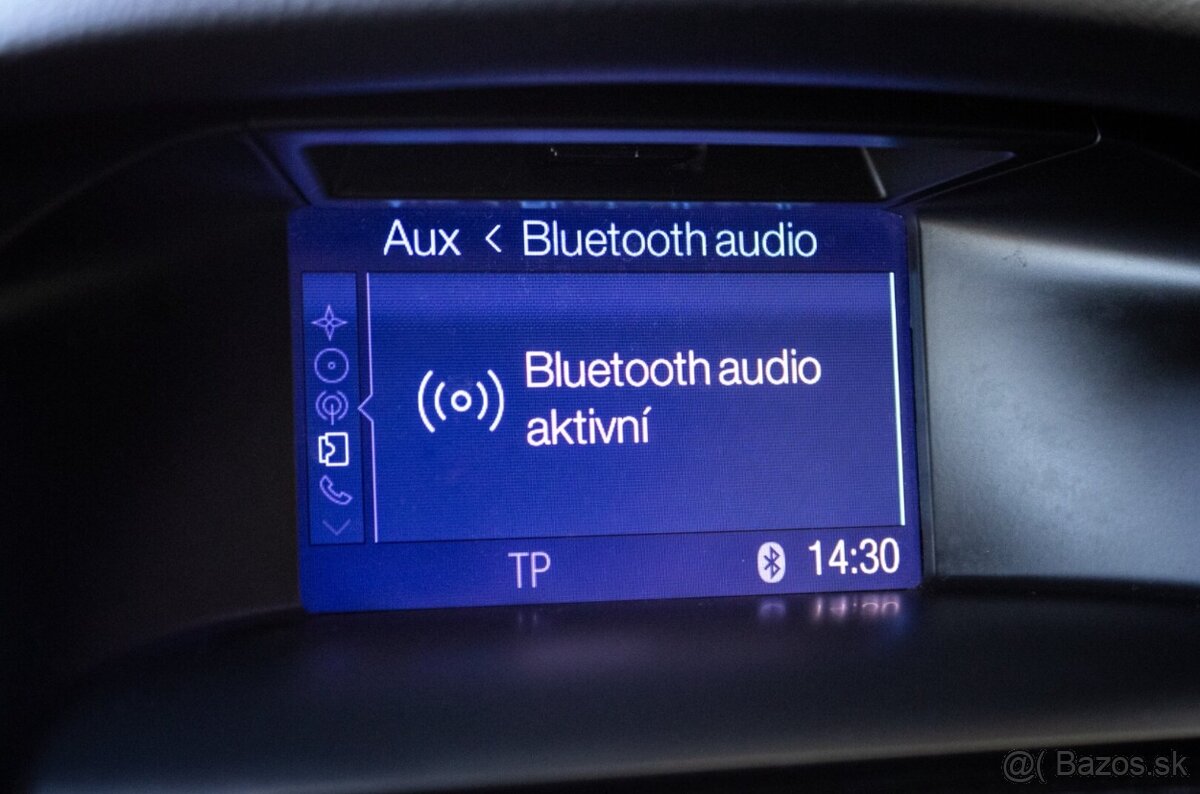 Aux < Bluetooth audio
Bluetooth audio
aktivní
TP 14:30
@( Bazos.sk